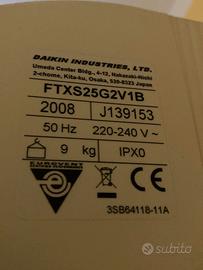 DAIKIN INDUSTRIES, LTD.
Umeda Center Bldg., 4-12, Nakazaki-Nishi
2-chome, Kita-ku, Osaka, 530-8323 Japan
FTXS25G2V1B
2008 J139153
50 Hz 220-240 V ~
9 kg IPX0
EUROVENT
3SB64118-11A
subito